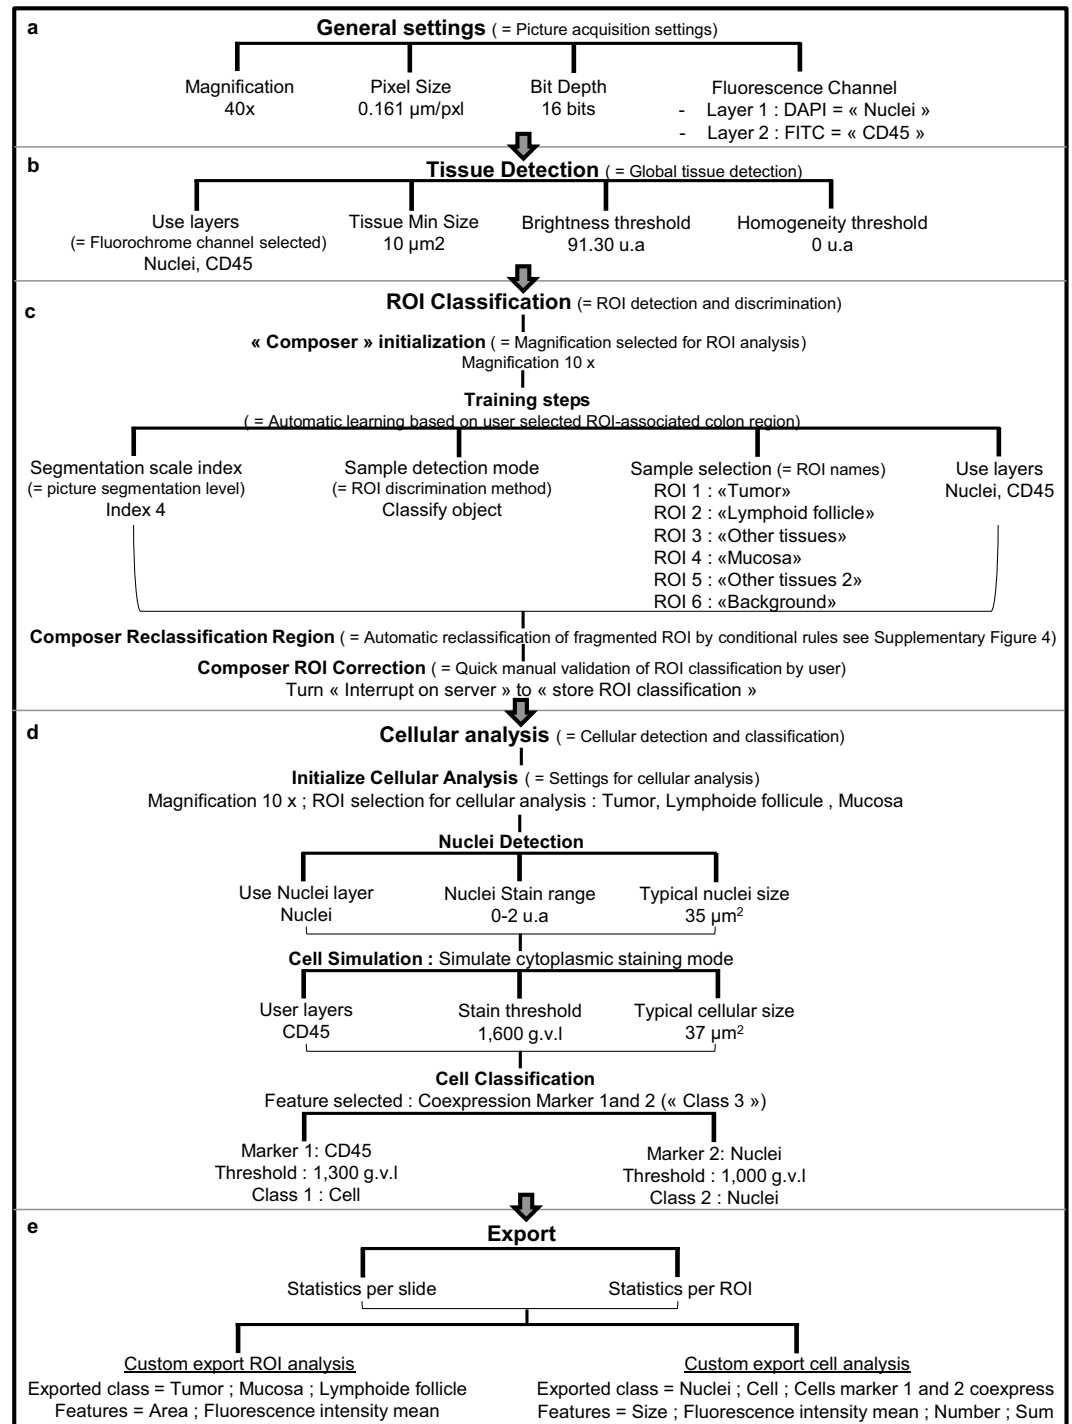 a
General settings ( = Picture acquisition settings)
Magnification
40x
Pixel Size
0.161 µm/pxl
Bit Depth
16 bits
Fluorescence Channel
- Layer 1 : DAPI = « Nuclei »
- Layer 2 : FITC = « CD45 »
b
Tissue Detection ( = Global tissue detection)
Use layers
(= Fluorochrome channel selected)
Nuclei, CD45
Tissue Min Size
10 µm2
Brightness threshold
91.30 u.a
Homogeneity threshold
0 u.a
c
ROI Classification (= ROI detection and discrimination)
« Composer » initialization ( = Magnification selected for ROI analysis)
Magnification 10 x
Training steps
( = Automatic learning based on user selected ROI-associated colon region)
Segmentation scale index
(= picture segmentation level)
Index 4
Sample detection mode
(= ROI discrimination method)
Classify object
Sample selection (= ROI names)
ROI 1 : «Tumor»
ROI 2 : «Lymphoid follicle»
ROI 3 : «Other tissues»
ROI 4 : «Mucosa»
ROI 5 : «Other tissues 2»
ROI 6 : «Background»
Use layers
Nuclei, CD45
Composer Reclassification Region ( = Automatic reclassification of fragmented ROI by conditional rules see Supplementary Figure 4)
Composer ROI Correction ( = Quick manual validation of ROI classification by user)
Turn « Interrupt on server » to « store ROI classification »
d
Cellular analysis ( = Cellular detection and classification)
Initialize Cellular Analysis ( = Settings for cellular analysis)
Magnification 10 x ; ROI selection for cellular analysis : Tumor, Lymphoide follicule , Mucosa
Nuclei Detection
Use Nuclei layer
Nuclei
Nuclei Stain range
0-2 u.a
Typical nuclei size
35 µm²
Cell Simulation : Simulate cytoplasmic staining mode
User layers
CD45
Stain threshold
1,600 g.v.l
Typical cellular size
37 µm²
Cell Classification
Feature selected : Coexpression Marker 1and 2 (« Class 3 »)
Marker 1: CD45
Threshold : 1,300 g.v.l
Class 1 : Cell
Marker 2: Nuclei
Threshold : 1,000 g.v.l
Class 2 : Nuclei
e
Export
Statistics per slide
Statistics per ROI
Custom export ROI analysis
Exported class = Tumor ; Mucosa ; Lymphoide follicle
Features = Area ; Fluorescence intensity mean
Custom export cell analysis
Exported class = Nuclei ; Cell ; Cells marker 1 and 2 coexpress
Features = Size ; Fluorescence intensity mean ; Number ; Sum